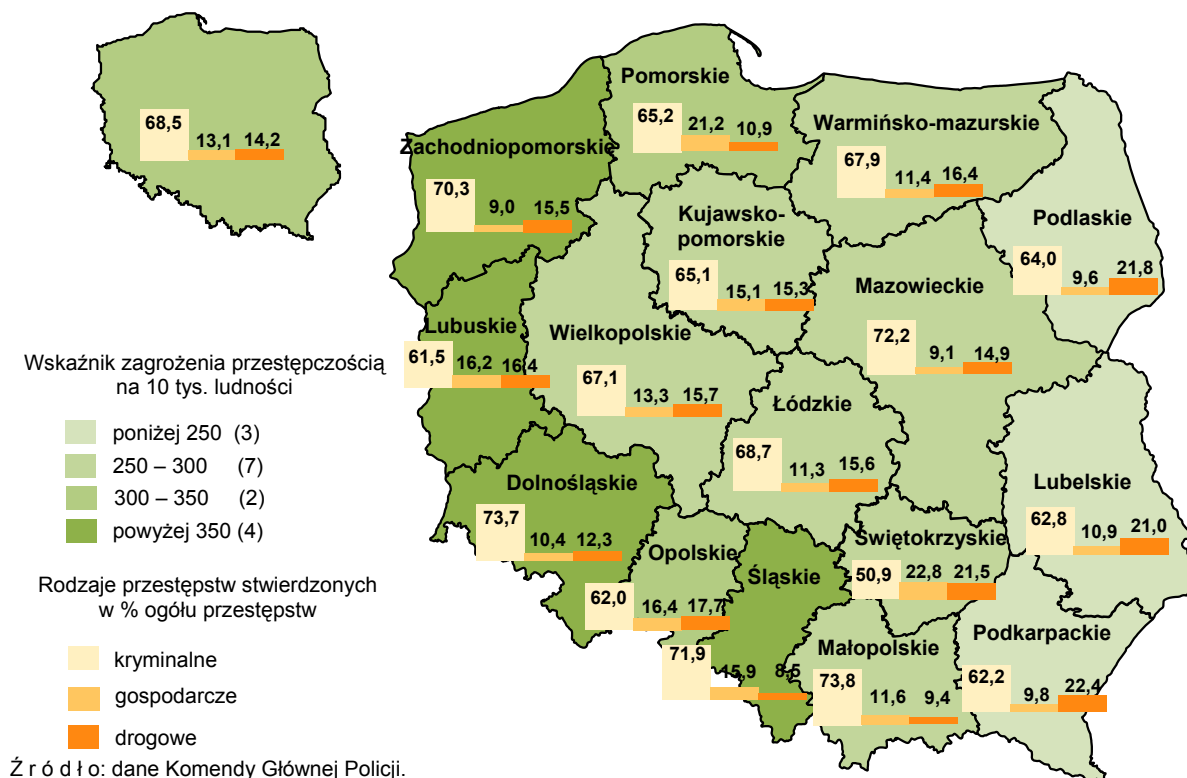 68,5
13,1 14,2
Pomorskie
65,2
21,2 10,9
Zachodniopomorskie
70,3
9,0 15,5
Warmińsko-mazurskie
67,9
11,4 16,4
Podlaskie
64,0
9,6 21,8
Kujawsko-
pomorskie
65,1
15,1 15,3
Mazowieckie
72,2
9,1 14,9
Lubuskie
61,5
16,2 16,4
Wielkopolskie
67,1
13,3 15,7
Łódzkie
68,7
11,3 15,6
Dolnośląskie
73,7
10,4 12,3
Lubelskie
62,8
10,9 21,0
Opolskie
62,0
16,4 17,7
Śląskie
71,9
15,9 8,5
Świętokrzyskie
50,9 22,8 21,5
Małopolskie
73,8
11,6 9,4
Podkarpackie
62,2
9,8 22,4
Wskaźnik zagrożenia przestępczością
na 10 tys. ludności
poniżej 250 (3)
250 – 300 (7)
300 – 350 (2)
powyżej 350 (4)
Rodzaje przestępstw stwierdzonych
w % ogółu przestępstw
kryminalne
gospodarcze
drogowe
Ź r ó d ł o: dane Komendy Głównej Policji.